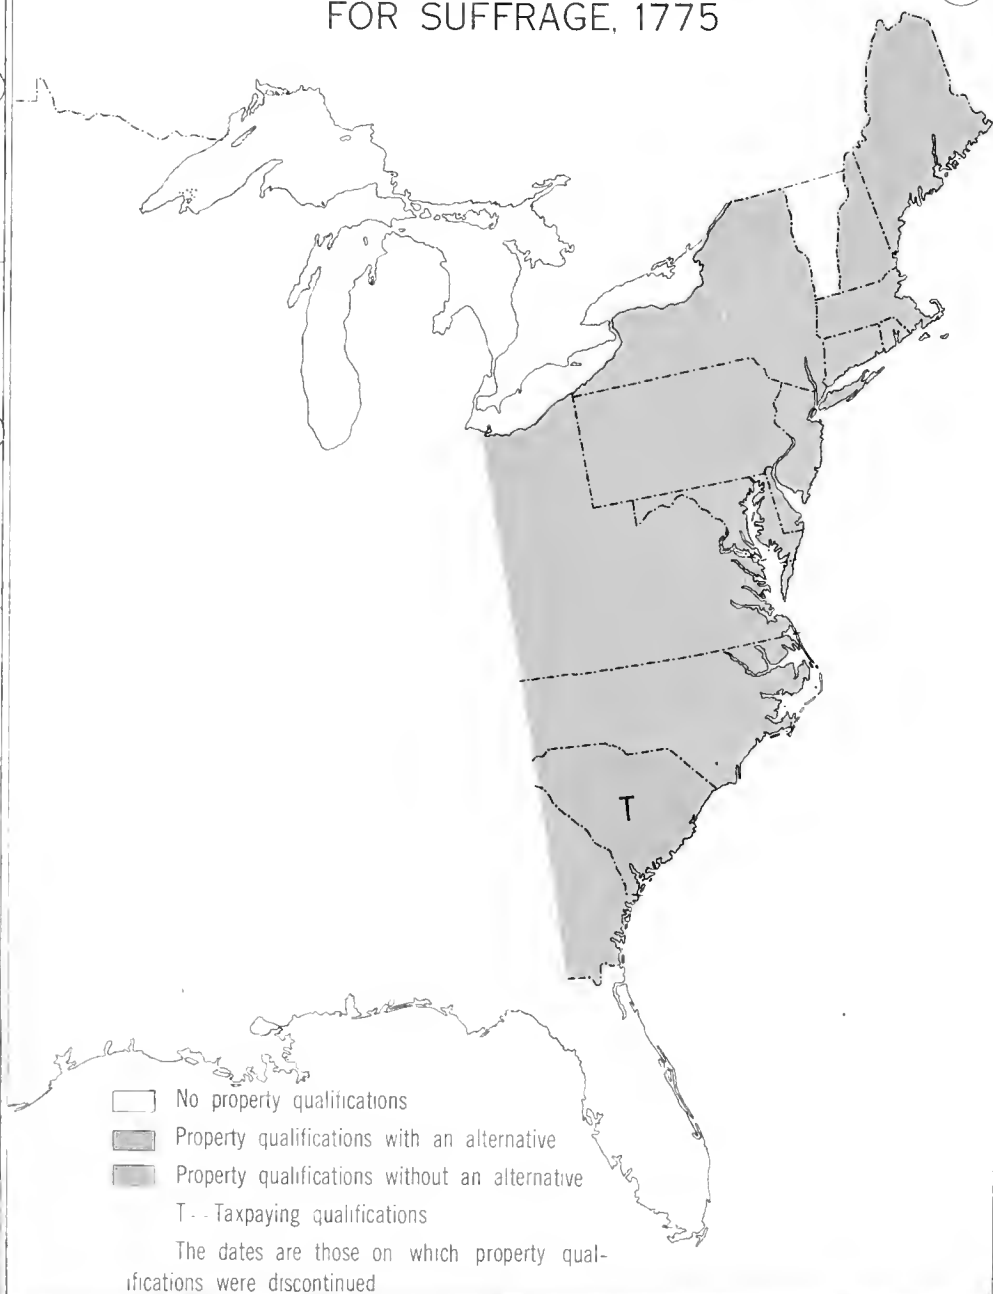 FOR SUFFRAGE, 1775
T
No property qualifications
Property qualifications with an alternative
Property qualifications without an alternative
T--Taxpaying qualifications
The dates are those on which property qual-
ifications were discontinued